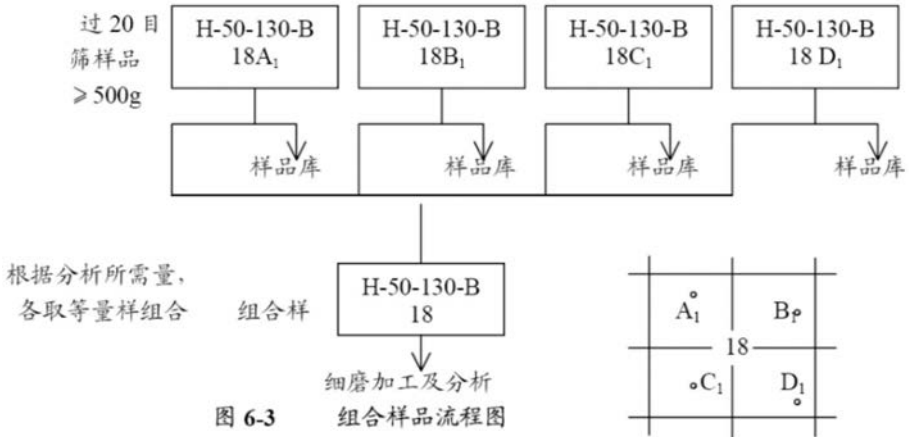 过 20 目
筛样品
≥500g
H-50-130-B
18A₁
H-50-130-B
18B₁
H-50-130-B
18C₁
H-50-130-B
18 D₁
样品库
样品库
样品库
样品库
根据分析所需量，
各取等量样组合
组合样
H-50-130-B
18
细磨加工及分析
A₁
B₁
18
C₁
D₁
图 6-3 组合样品流程图